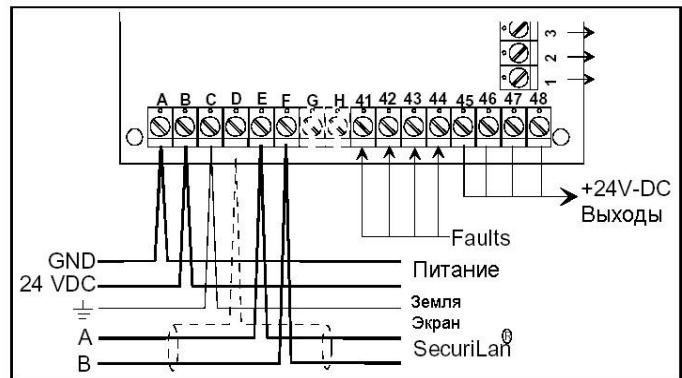 3
2
1
A B C D E F G H 41 42 43 44 45 46 47 48
+24V-DC
Выходы
Faults
GND
Питание
24 VDC
Земля
Экран
A
SecuriLan®
B